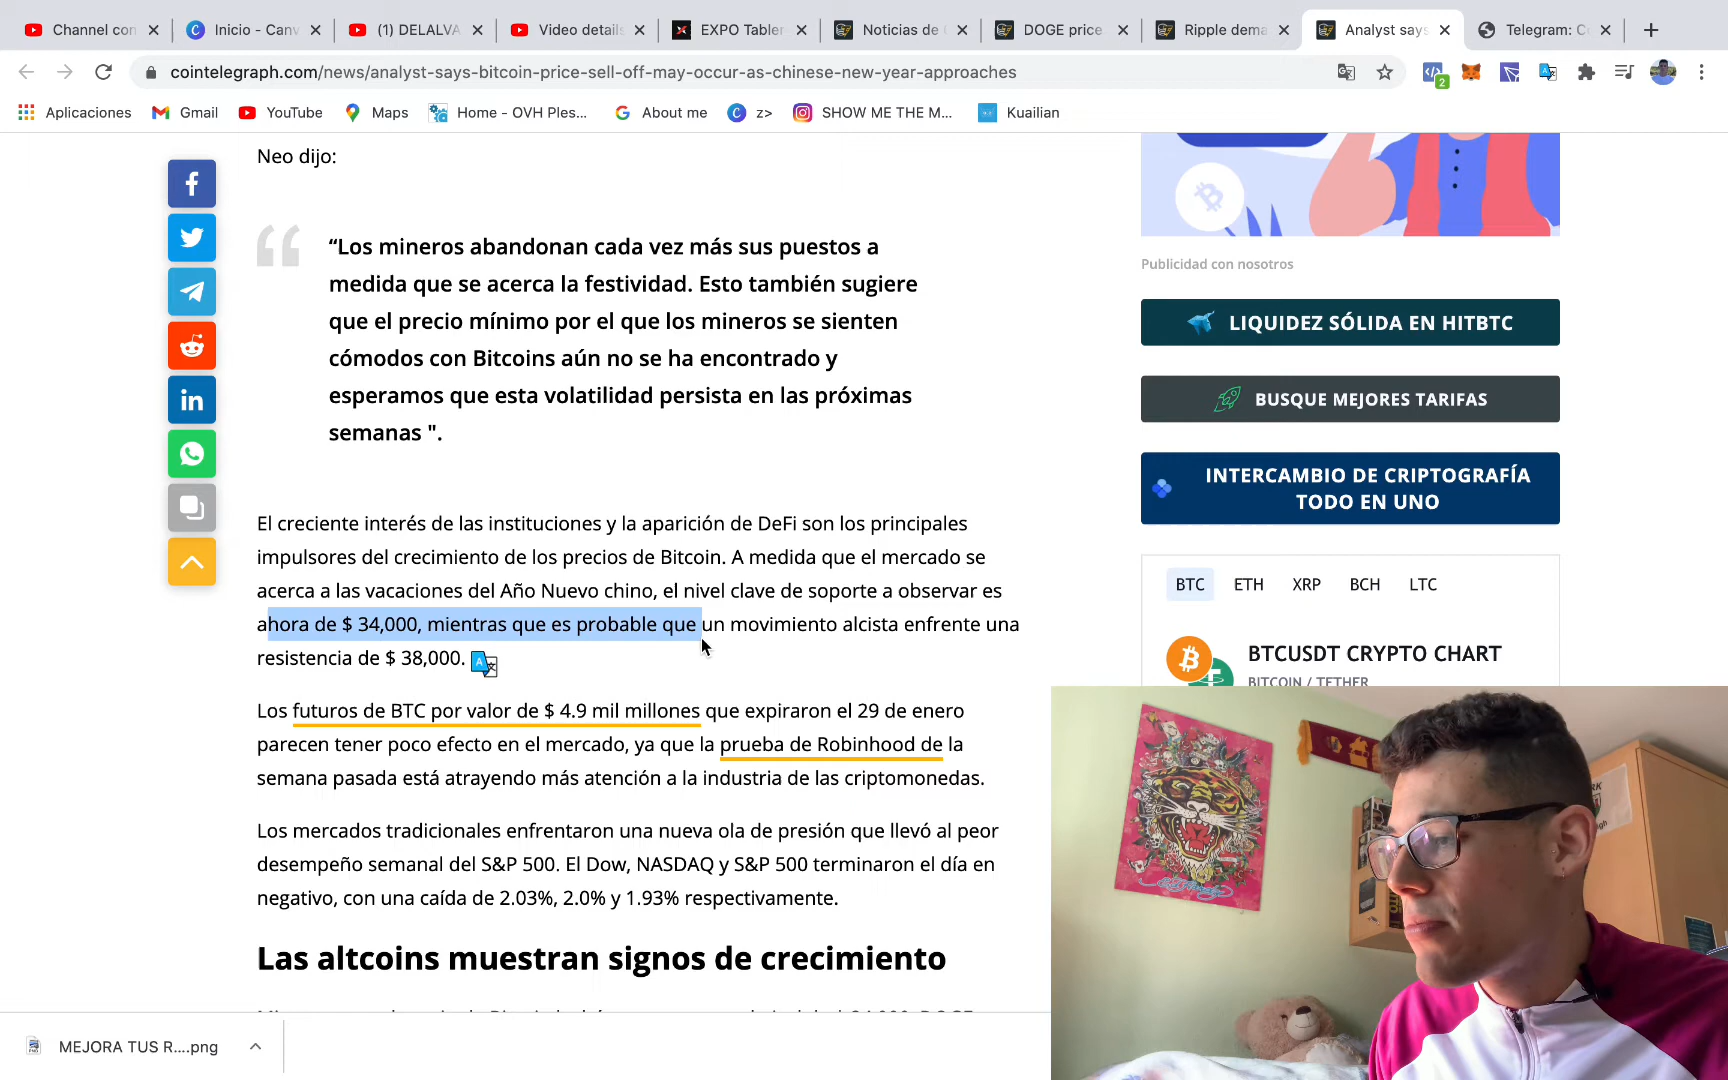 Channel con
Inicio - Canv
(1) DELALVA
Video details
EXPO Tabler
Noticias de
DOGE price
Ripple dema
Analyst says
Telegram: Co
cointelegraph.com/news/analyst-says-bitcoin-price-sell-off-may-occur-as-chinese-new-year-approaches
2
Aplicaciones
Gmail
YouTube
Maps
Home - OVH Ples...
About me
z>
SHOW ME THE M...
Kuailian
Neo dijo:
“Los mineros abandonan cada vez más sus puestos a
medida que se acerca la festividad. Esto también sugiere
que el precio mínimo por el que los mineros se sienten
cómodos con Bitcoins aún no se ha encontrado y
esperamos que esta volatilidad persista en las próximas
semanas ".
El creciente interés de las instituciones y la aparición de DeFi son los principales
impulsores del crecimiento de los precios de Bitcoin. A medida que el mercado se
acerca a las vacaciones del Año Nuevo chino, el nivel clave de soporte a observar es
ahora de $ 34,000, mientras que es probable que un movimiento alcista enfrente una
resistencia de $ 38,000.
Los futuros de BTC por valor de $ 4.9 mil millones que expiraron el 29 de enero
parecen tener poco efecto en el mercado, ya que la prueba de Robinhood de la
semana pasada está atrayendo más atención a la industria de las criptomonedas.
Los mercados tradicionales enfrentaron una nueva ola de presión que llevó al peor
desempeño semanal del S&P 500. El Dow, NASDAQ y S&P 500 terminaron el día en
negativo, con una caída de 2.03%, 2.0% y 1.93% respectivamente.
Las altcoins muestran signos de crecimiento
Publicidad con nosotros
LIQUIDEZ SÓLIDA EN HITBTC
BUSQUE MEJORES TARIFAS
INTERCAMBIO DE CRIPTOGRAFÍA
TODO EN UNO
BTC ETH XRP BCH LTC
BTCUSDT CRYPTO CHART
BITCOIN / TETHER
MEJORA TUS R....png